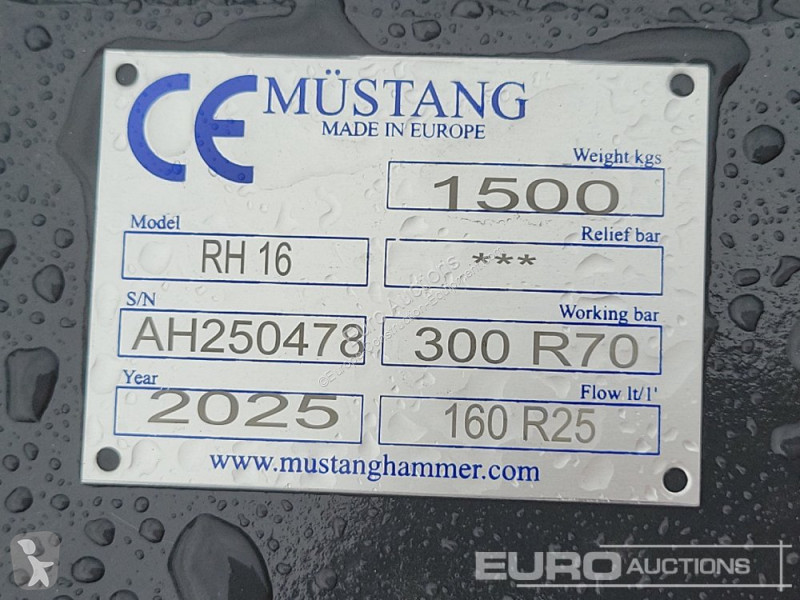 CE MÜSTANG
MADE IN EUROPE
Weight kgs
1500
Model
RH 16
Relief bar
***
S/N
AH250478
Working bar
300 R70
Year
2025
Flow lt/1'
160 R25
www.mustanghammer.com
EURO AUCTIONS